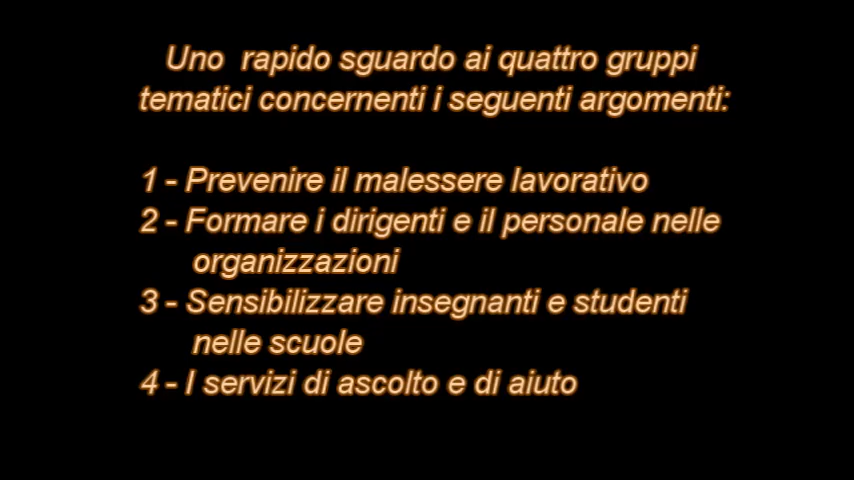 Uno rapido sguardo ai quattro gruppi
tematici concernenti i seguenti argomenti:
1 - Prevenire il malessere lavorativo
2 - Formare i dirigenti e il personale nelle
organizzazioni
3 - Sensibilizzare insegnanti e studenti
nelle scuole
4 - I servizi di ascolto e di aiuto